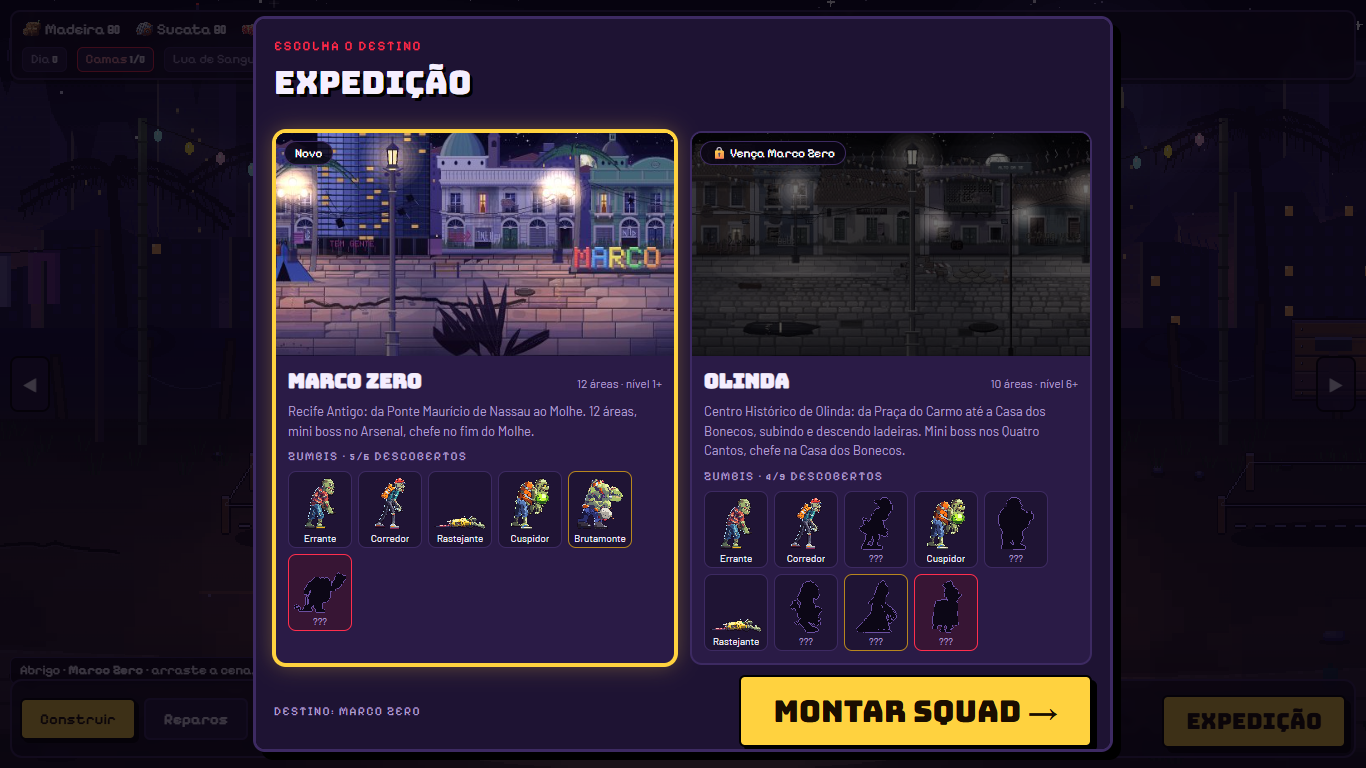 Madeira 80
Sucata 80
Dia 0
Camas 1/3
Lua de Sangu
ESCOLHA O DESTINO
EXPEDIÇÃO
Novo
TEM GENTE
MARCO
MARCO ZERO
12 áreas · nível 1+
Recife Antigo: da Ponte Maurício de Nassau ao Molhe. 12 áreas,
mini boss no Arsenal, chefe no fim do Molhe.
ZUMBIS · 5/6 DESCOBERTOS
Errante
Corredor
Rastejante
Cuspidor
Brutamonte
???
Vença Marco Zero
OLINDA
10 áreas · nível 6+
Centro Histórico de Olinda: da Praça do Carmo até a Casa dos
Bonecos, subindo e descendo ladeiras. Mini boss nos Quatro
Cantos, chefe na Casa dos Bonecos.
ZUMBIS · 4/9 DESCOBERTOS
Errante
Corredor
???
Cuspidor
???
Rastejante
???
???
???
Abrigo · Marco Zero · arraste a cena,
Construir
Reparos
DESTINO: MARCO ZERO
MONTAR SQUAD →
EXPEDIÇÃO